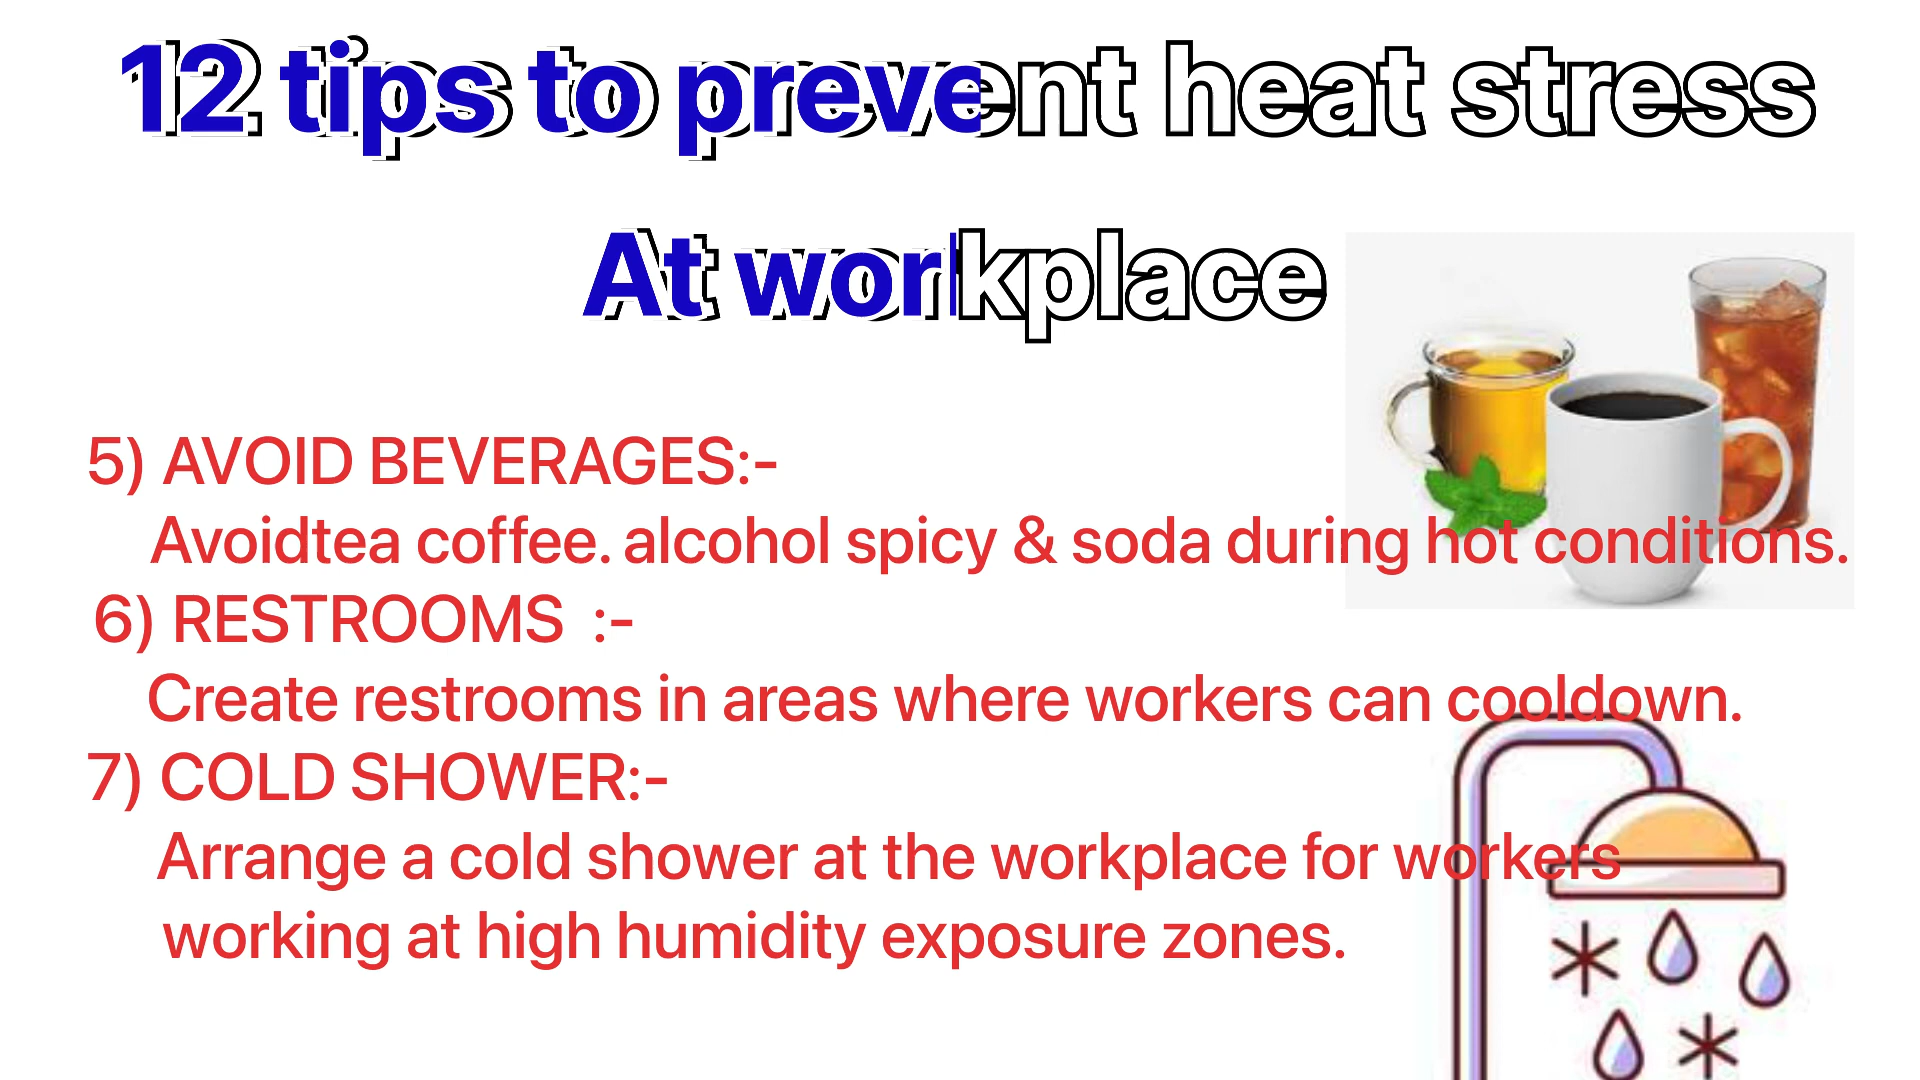 12 tips to prevent heat stress
At workplace
5) AVOID BEVERAGES:-
Avoidtea coffee. alcohol spicy & soda during hot conditions.
6) RESTROOMS :-
Create restrooms in areas where workers can cooldown.
7) COLD SHOWER:-
Arrange a cold shower at the workplace for workers
working at high humidity exposure zones.